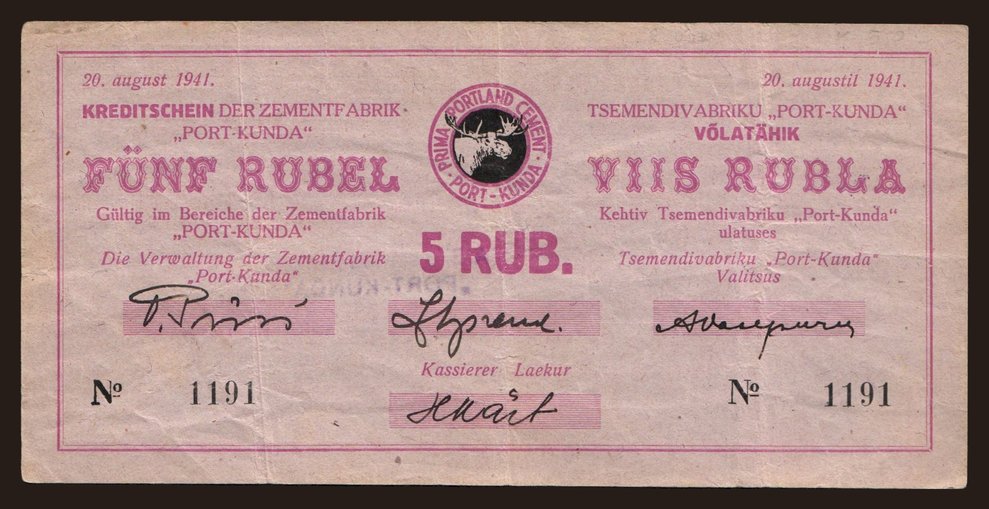 20. august 1941.
KREDITSCHEIN DER ZEMENTFABRIK
„PORT-KUNDA“
FÜNF RUBEL
Gültig im Bereiche der Zementfabrik
„PORT-KUNDA“
Die Verwaltung der Zementfabrik
„Port-Kunda“
PRIMA PORTLAND CEMENT
PORT-KUNDA
5 RUB.
PORT-KUNDA
20. augustil 1941.
TSEMENDIVABRIKU „PORT-KUNDA“
VÕLATÄHIK
VIIS RUBLA
Kehtiv Tsemendivabriku „Port-Kunda“
ulatuses
Tsemendivabriku „Port-Kunda“
Valitsus
Kassierer Laekur
№ 1191
№ 1191